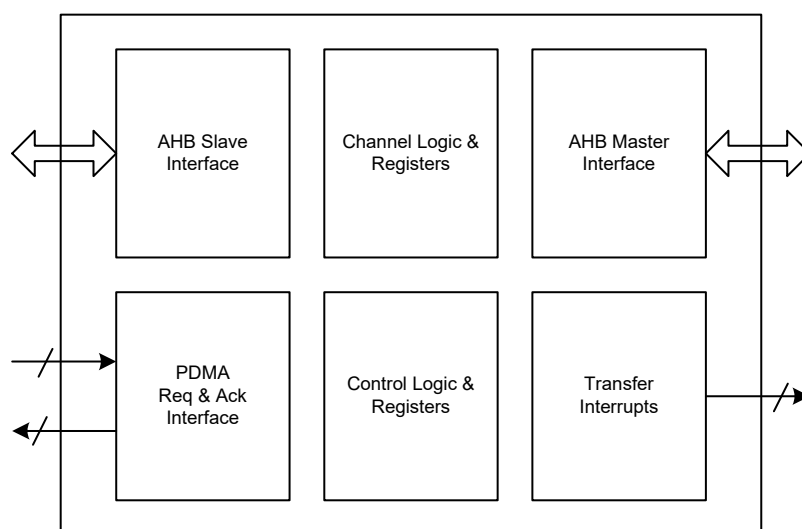 AHB Slave
Interface
Channel Logic &
Registers
AHB Master
Interface
PDMA
Req & Ack
Interface
Control Logic &
Registers
Transfer
Interrupts